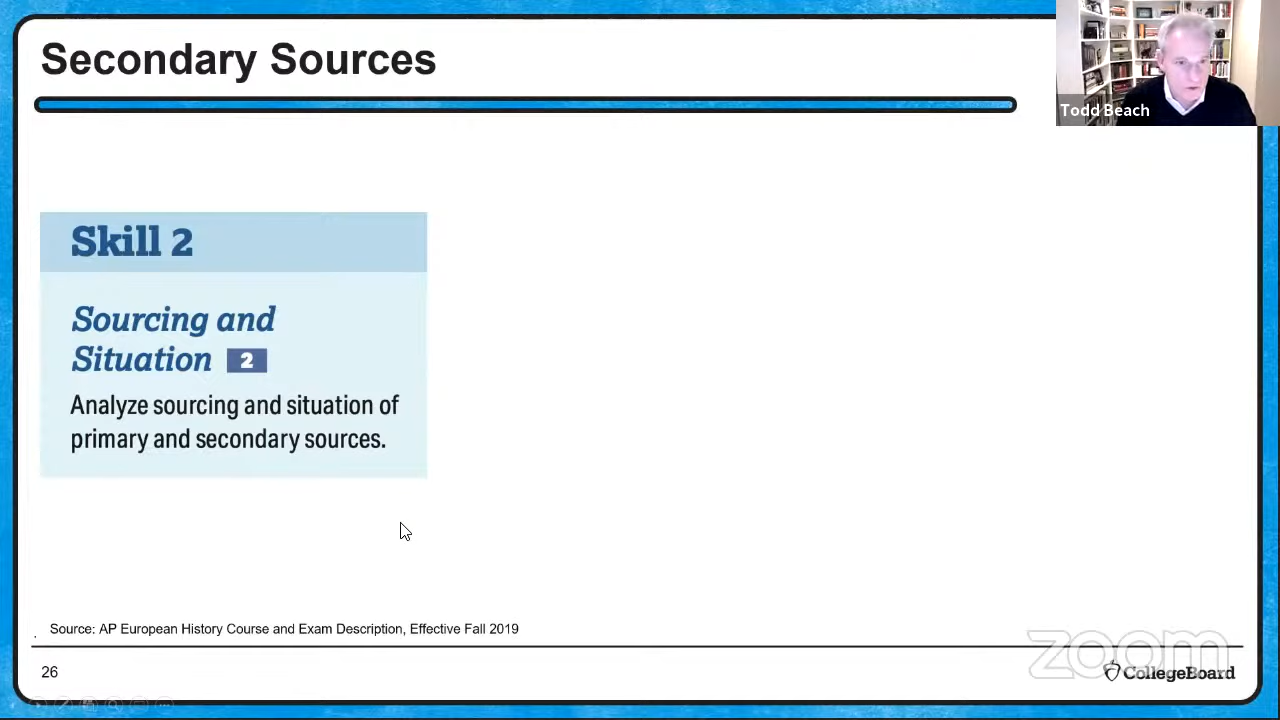 Secondary Sources
Todd Beach
Skill 2
Sourcing and
Situation 2
Analyze sourcing and situation of
primary and secondary sources.
. Source: AP European History Course and Exam Description, Effective Fall 2019
26
zoom
CollegeBoard